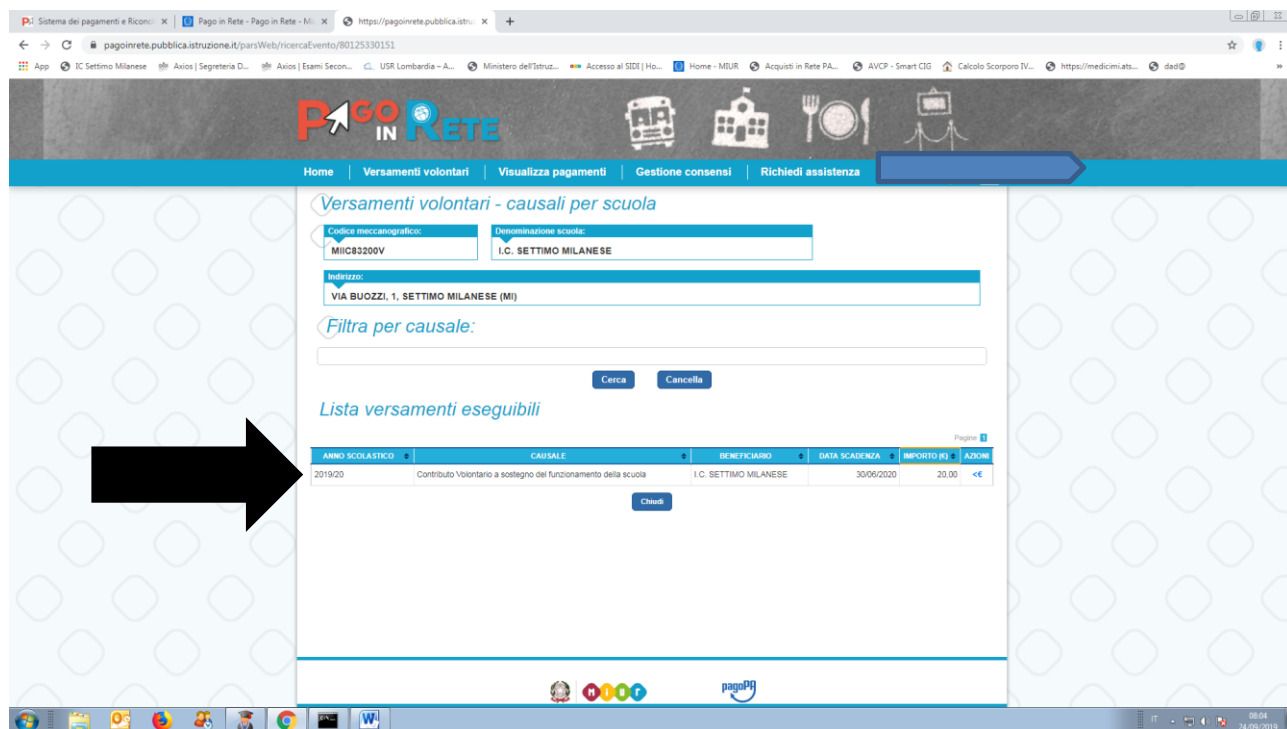 Sistema dei pagamenti e Riconcil
Pago in Rete - Pago in Rete - Mi
https://pagoinrete.pubblica.istruz
pagoinrete.pubblica.istruzione.it/parsWeb/ricercaEvento/80125330151
App IC Settimo Milanese Axios | Segreteria D... Axios | Esami Secon... USR Lombardia – A... Ministero dell'Istruz... Accesso al SIDI | Ho... Home - MIUR Acquisti in Rete PA... AVCP - Smart CIG Calcolo Scorporo IV... https://medicimi.ats... dad@ »
PAGO IN RETE
Home Versamenti volontari Visualizza pagamenti Gestione consensi Richiedi assistenza
Versamenti volontari - causali per scuola
Codice meccanografico: Denominazione scuola:
MIIC83200V I.C. SETTIMO MILANESE
Indirizzo:
VIA BUOZZI, 1, SETTIMO MILANESE (MI)
Filtra per causale:
Cerca Cancella
Lista versamenti eseguibili
Pagine 1
ANNO SCOLASTICO CAUSALE BENEFICIARIO DATA SCADENZA IMPORTO (€) AZIONI
2019/20 Contributo Volontario a sostegno del funzionamento della scuola I.C. SETTIMO MILANESE 30/06/2020 20,00 <€
Chiudi
MIUR pagoPA
IT 08:04
24/09/2019